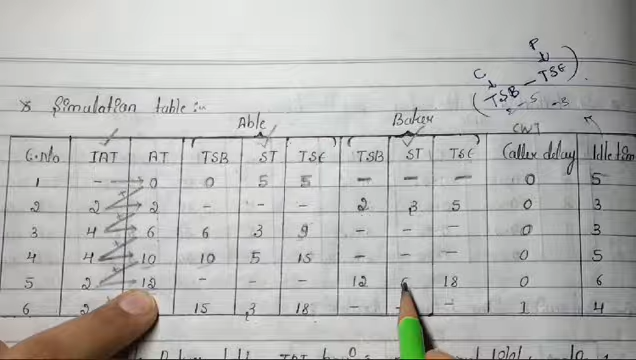 P
C
( TSB - TSE )
5 - 5 - 3
* Simulation table :-
Able Baker
CWT
C.No IAT AT TSB ST TSE TSB ST TSE Caller delay Idle
1 - 0 0 5 5 - - - 0 5
2 2 2 - - - 2 3 5 0 3
3 4 6 6 3 9 - - - 0 3
4 4 10 10 5 15 - - - 0 5
5 2 12 - - - 12 6 18 0 6
6 2 15 3 18 - 1 4